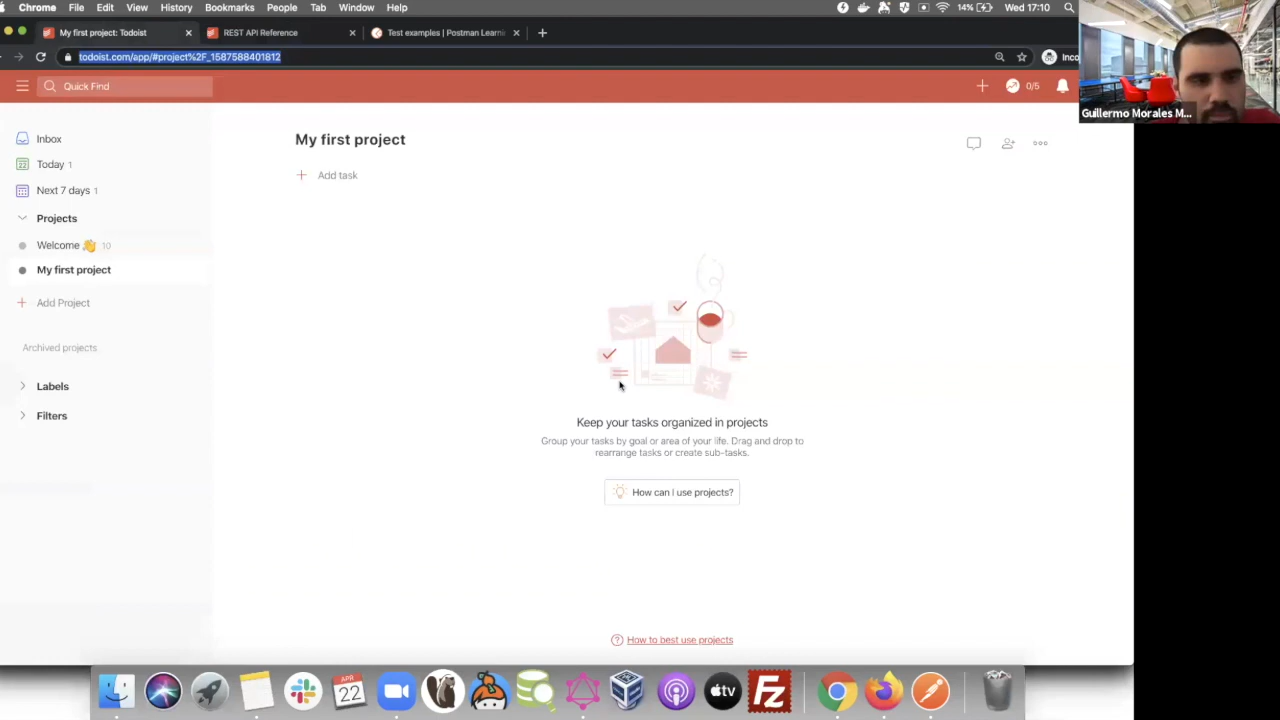 Chrome File Edit View History Bookmarks People Tab Window Help 14% Wed 17:10
My first project: Todoist REST API Reference Test examples | Postman Learni
todoist.com/app/#project%2F_1587588401812 Inco
Quick Find 0/5
Guillermo Morales M...
My first project
Add task
Inbox
Today 1
Next 7 days 1
Projects
Welcome 👋 10
My first project
Add Project
Archived projects
Labels
Filters
Keep your tasks organized in projects
Group your tasks by goal or area of your life. Drag and drop to
rearrange tasks or create sub-tasks.
How can I use projects?
How to best use projects
APR
22
tv
Fz